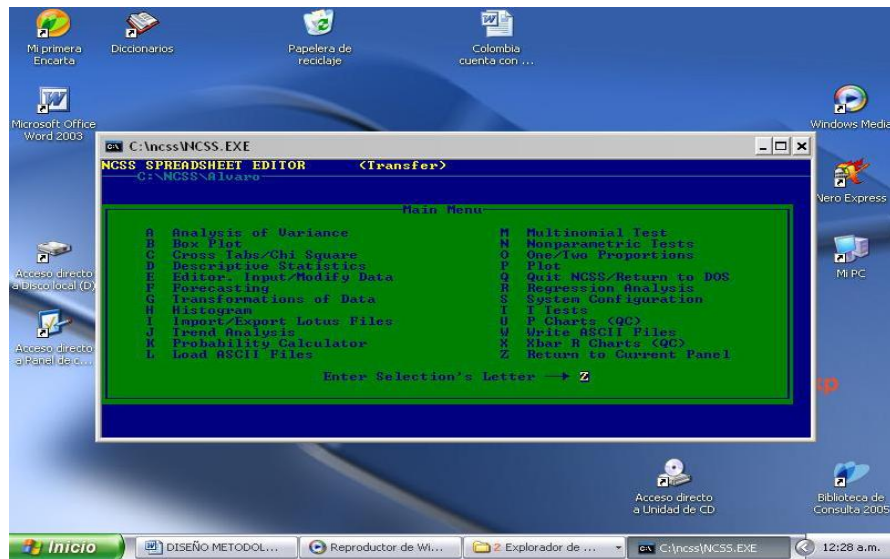 Mi primera
Encarta
Diccionarios
Papelera de
reciclaje
Colombia
cuenta con ...
Microsoft Office
Word 2003
Windows Media
Nero Express
Acceso directo
a Disco local (D)
Mi PC
Acceso directo
a Panel de c...
C:\ncss\NCSS.EXE
NCSS SPREADSHEET EDITOR (Transfer)
C:\NCSS\Alvaro
Main Menu
A Analysis of Variance
B Box Plot
C Cross Tabs/Chi Square
D Descriptive Statistics
E Editor. Input/Modify Data
F Forecasting
G Transformations of Data
H Histogram
I Import/Export Lotus Files
J Trend Analysis
K Probability Calculator
L Load ASCII Files
M Multinomial Test
N Nonparametric Tests
O One/Two Proportions
P Plot
Q Quit NCSS/Return to DOS
R Regression Analysis
S System Configuration
T T Tests
U P Charts (QC)
W Write ASCII Files
X Xbar R Charts (QC)
Z Return to Current Panel
Enter Selection's Letter → Z
xp
Acceso directo
a Unidad de CD
Biblioteca de
Consulta 2005
Inicio
DISEÑO METODOL...
Reproductor de Wi...
2 Explorador de ...
C:\ncss\NCSS.EXE
12:28 a.m.